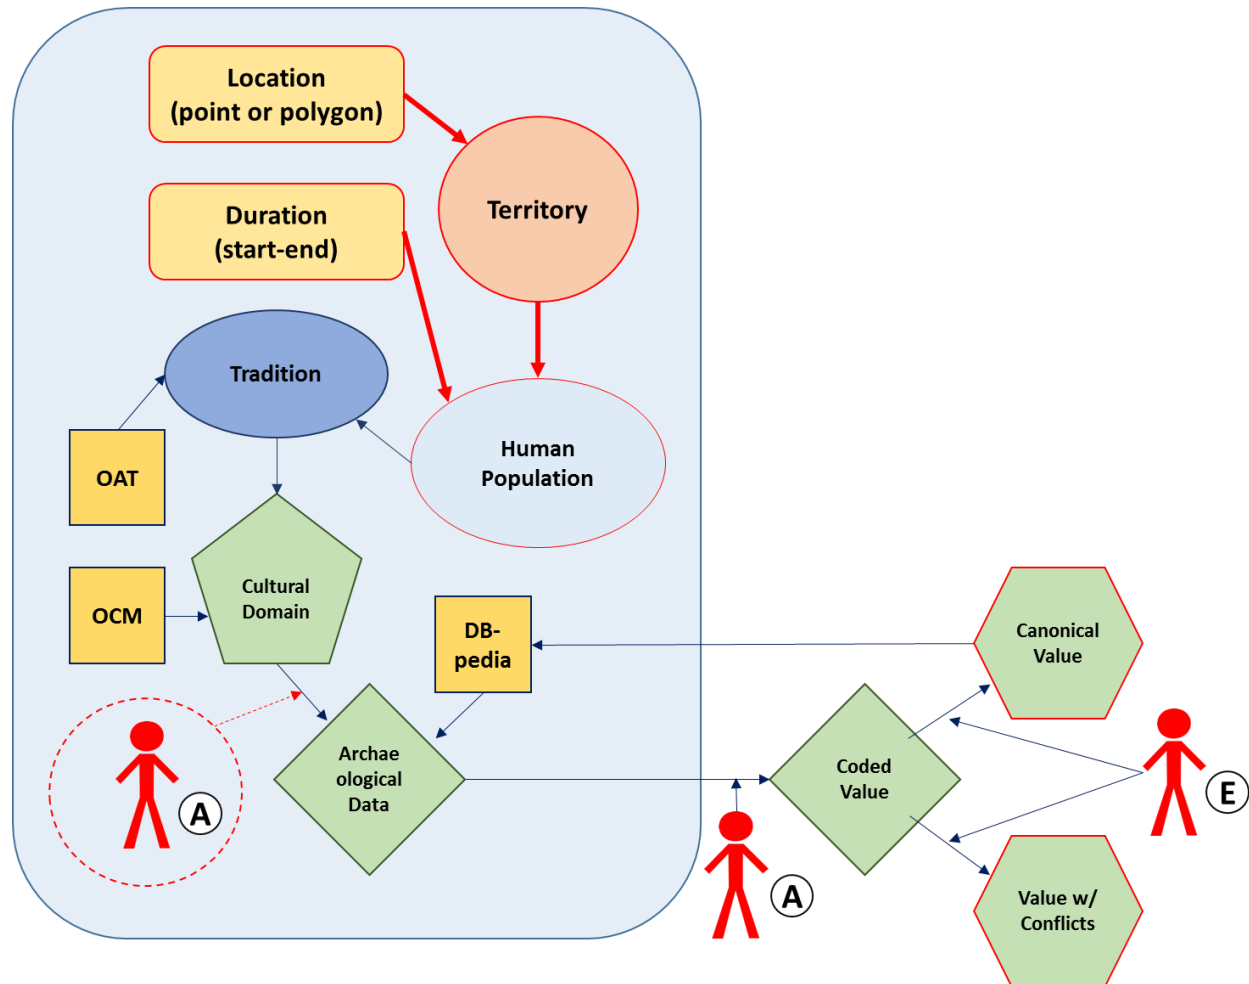 Location
(point or polygon)
Territory
Duration
(start-end)
Tradition
Human
Population
OAT
Cultural
Domain
OCM
DB-
pedia
Canonical
Value
Archae
ological
Data
A
Coded
Value
E
A
Value w/
Conflicts